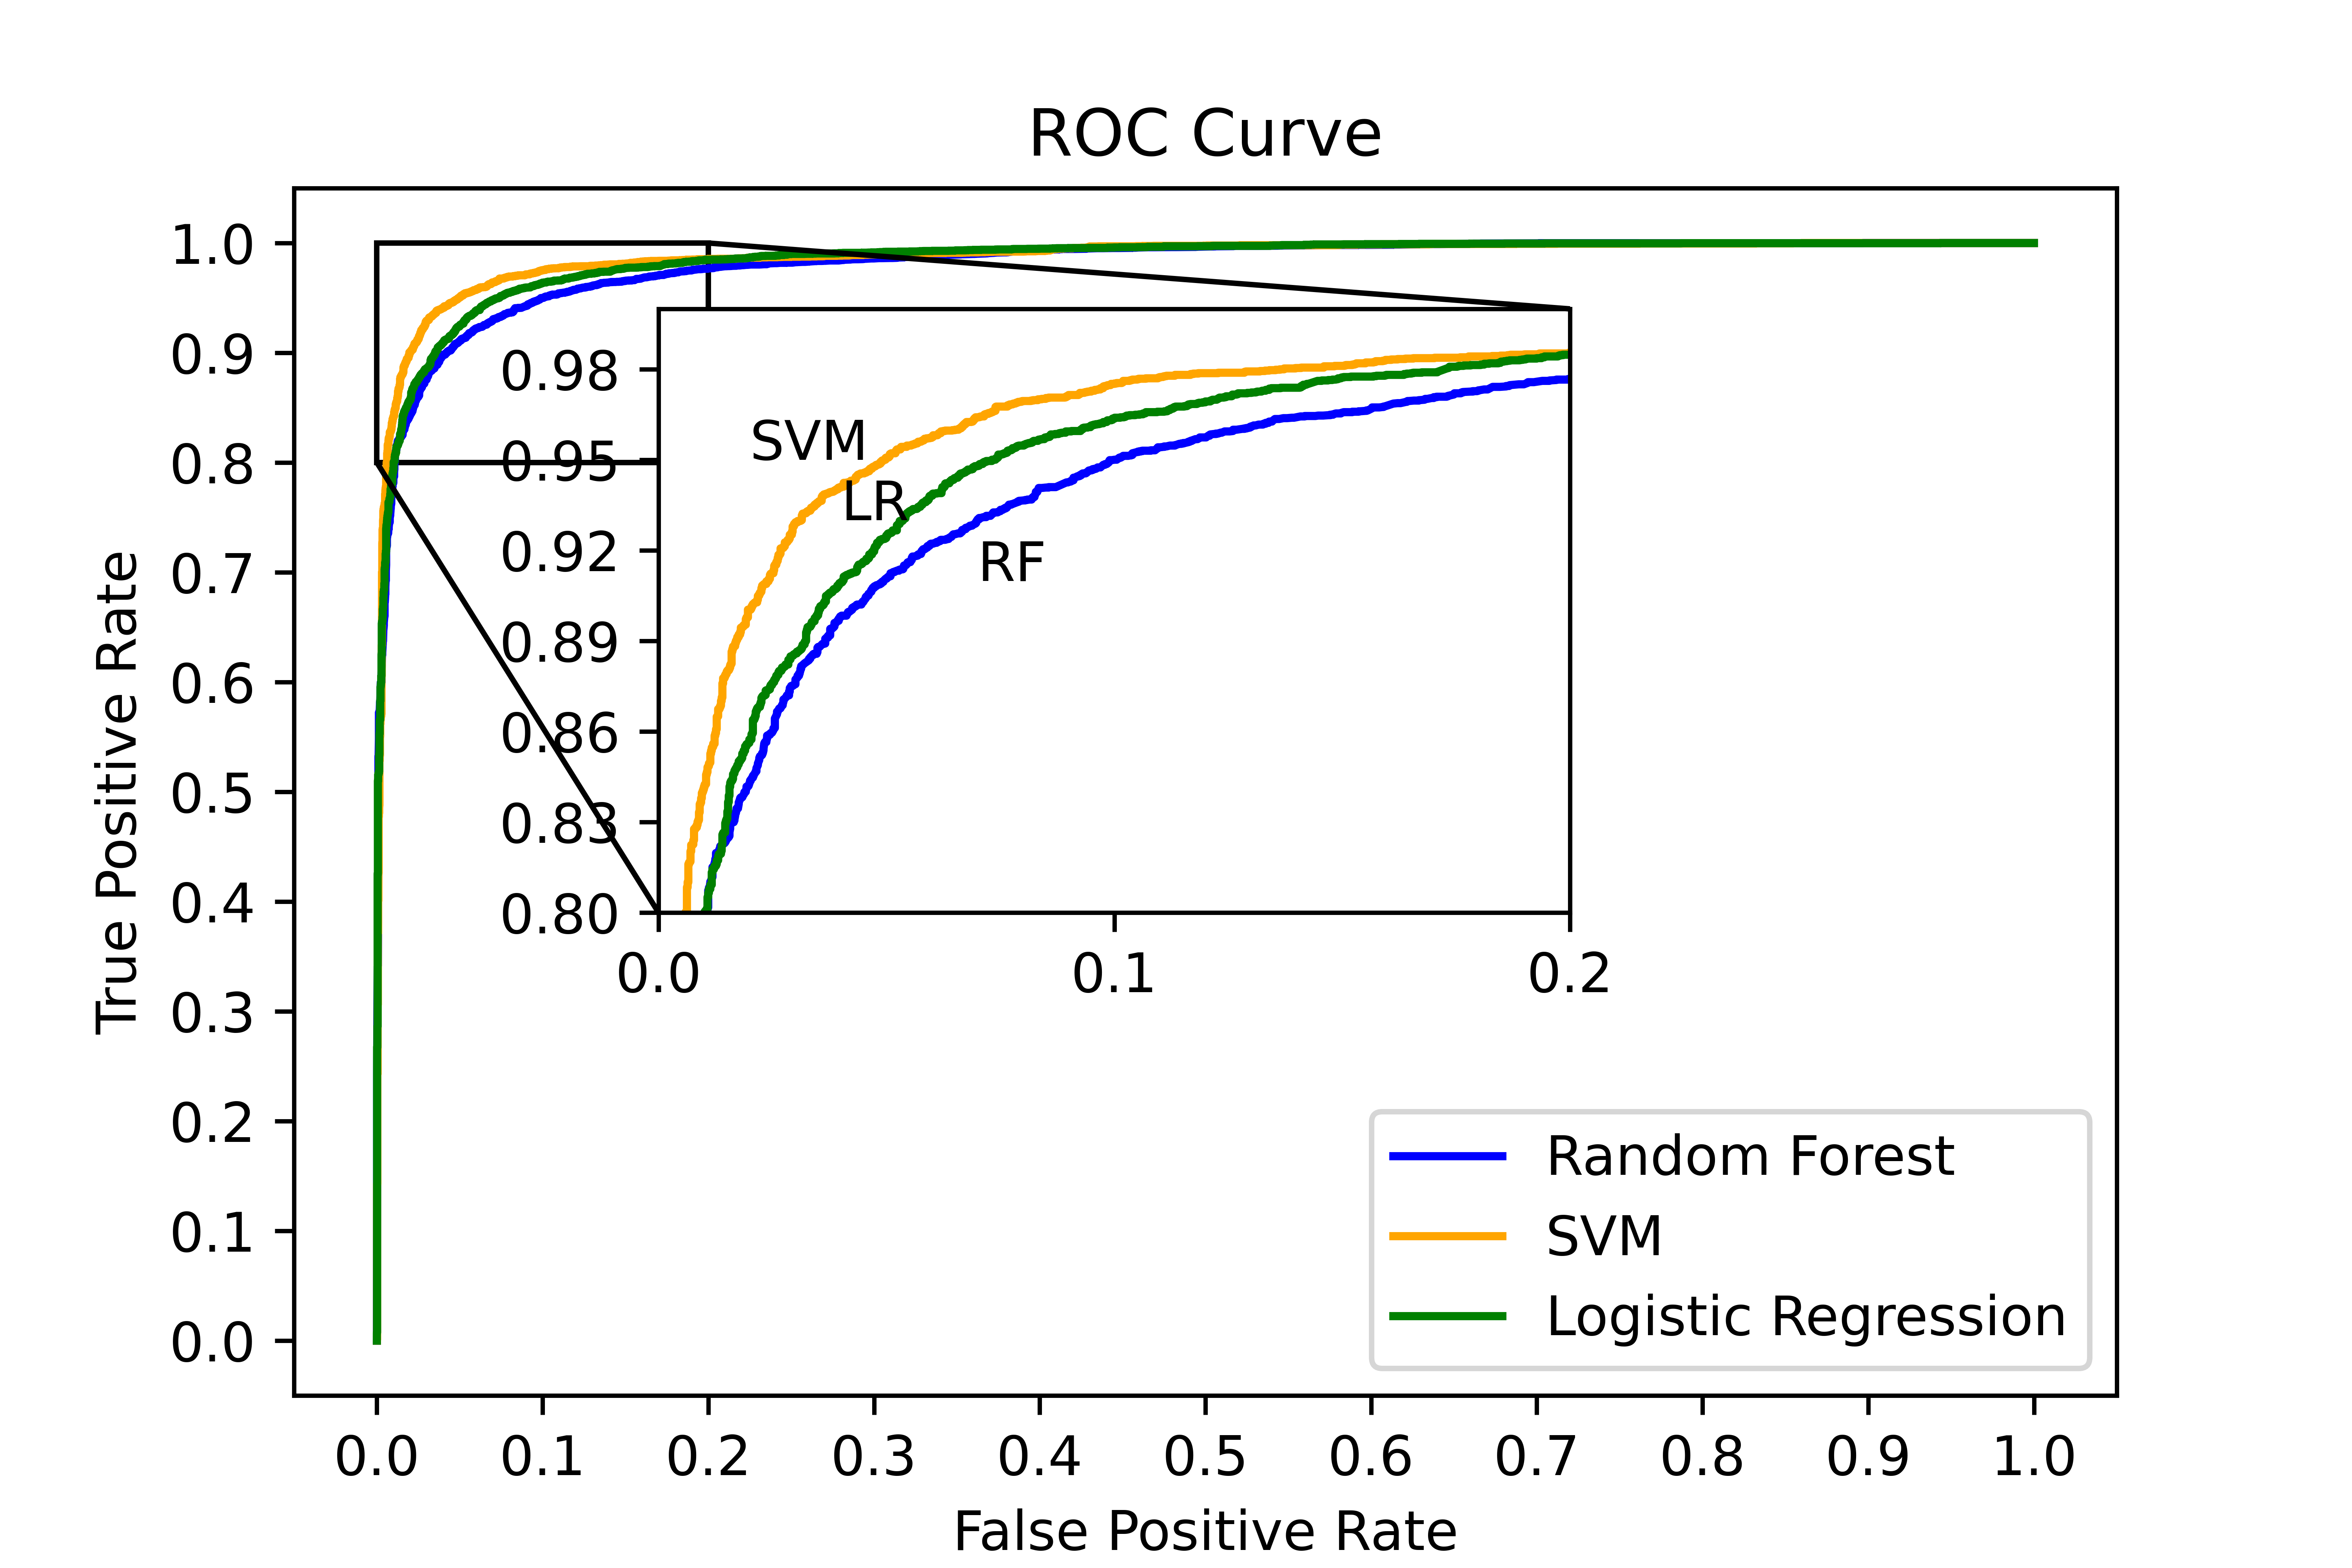 ROC Curve
True Positive Rate
1.0
0.9
0.8
0.7
0.6
0.5
0.4
0.3
0.2
0.1
0.0
0.98
0.95
0.92
0.89
0.86
0.83
0.80
SVM
LR
RF
0.0 0.1 0.2
Random Forest
SVM
Logistic Regression
0.0 0.1 0.2 0.3 0.4 0.5 0.6 0.7 0.8 0.9 1.0
False Positive Rate